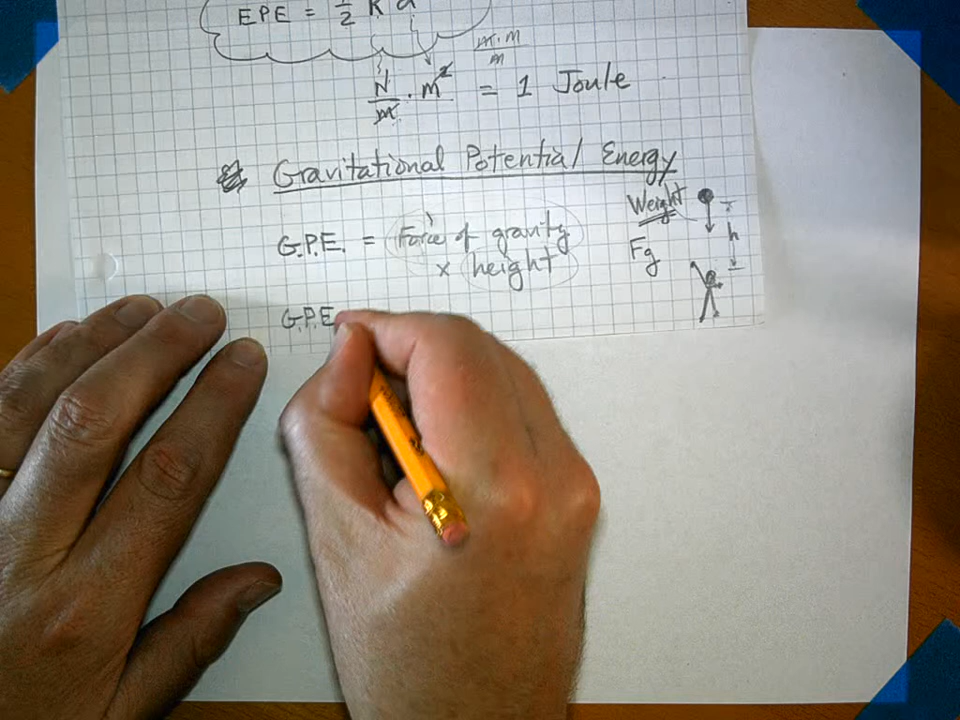 EPE = 1/2 k d
m·m
m
N/m · m² = 1 Joule
Gravitational Potential Energy
Weight
G.P.E. = Force of gravity
x height
Fg
h
G.P.E.